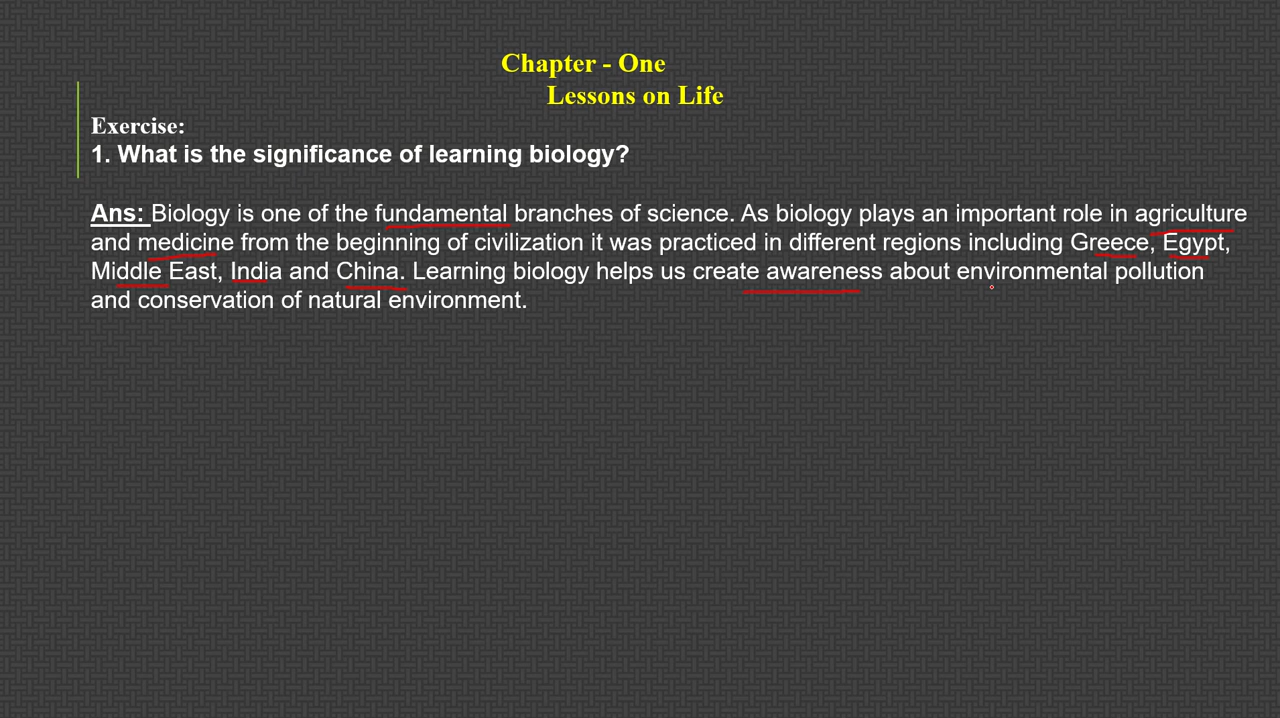 Chapter - One
Lessons on Life
Exercise:
1. What is the significance of learning biology?
Ans: Biology is one of the fundamental branches of science. As biology plays an important role in agriculture
and medicine from the beginning of civilization it was practiced in different regions including Greece, Egypt,
Middle East, India and China. Learning biology helps us create awareness about environmental pollution
and conservation of natural environment.